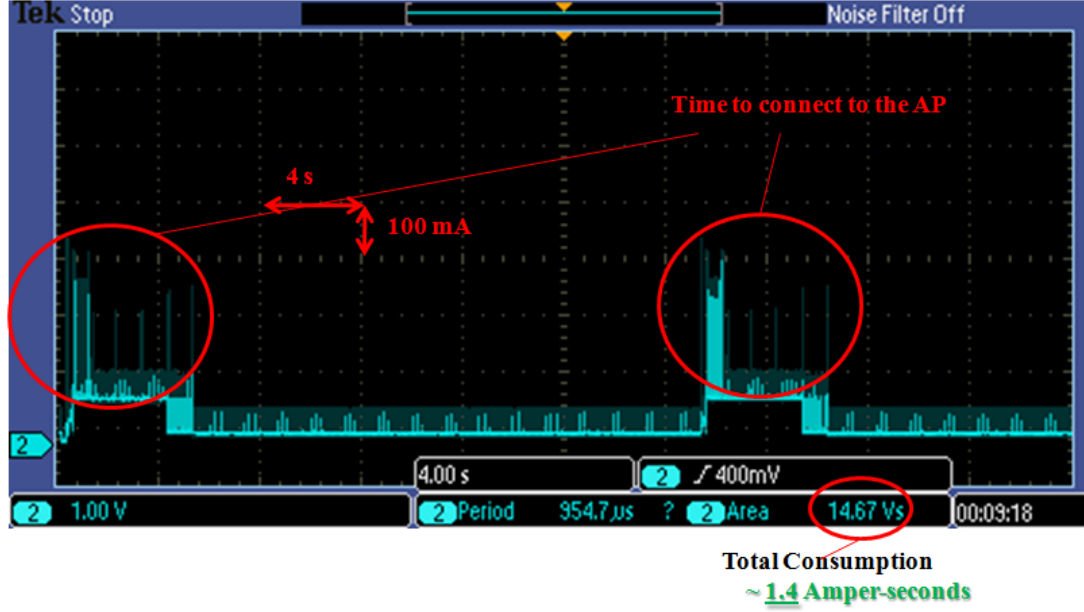 Tek Stop
Noise Filter Off
Time to connect to the AP
4 s
100 mA
2
4.00 s
2 400mV
2 1.00 V
2 Period 954.7µs ? 2 Area 14.67 Vs
00:09:18
Total Consumption
~ 1.4 Amper-seconds